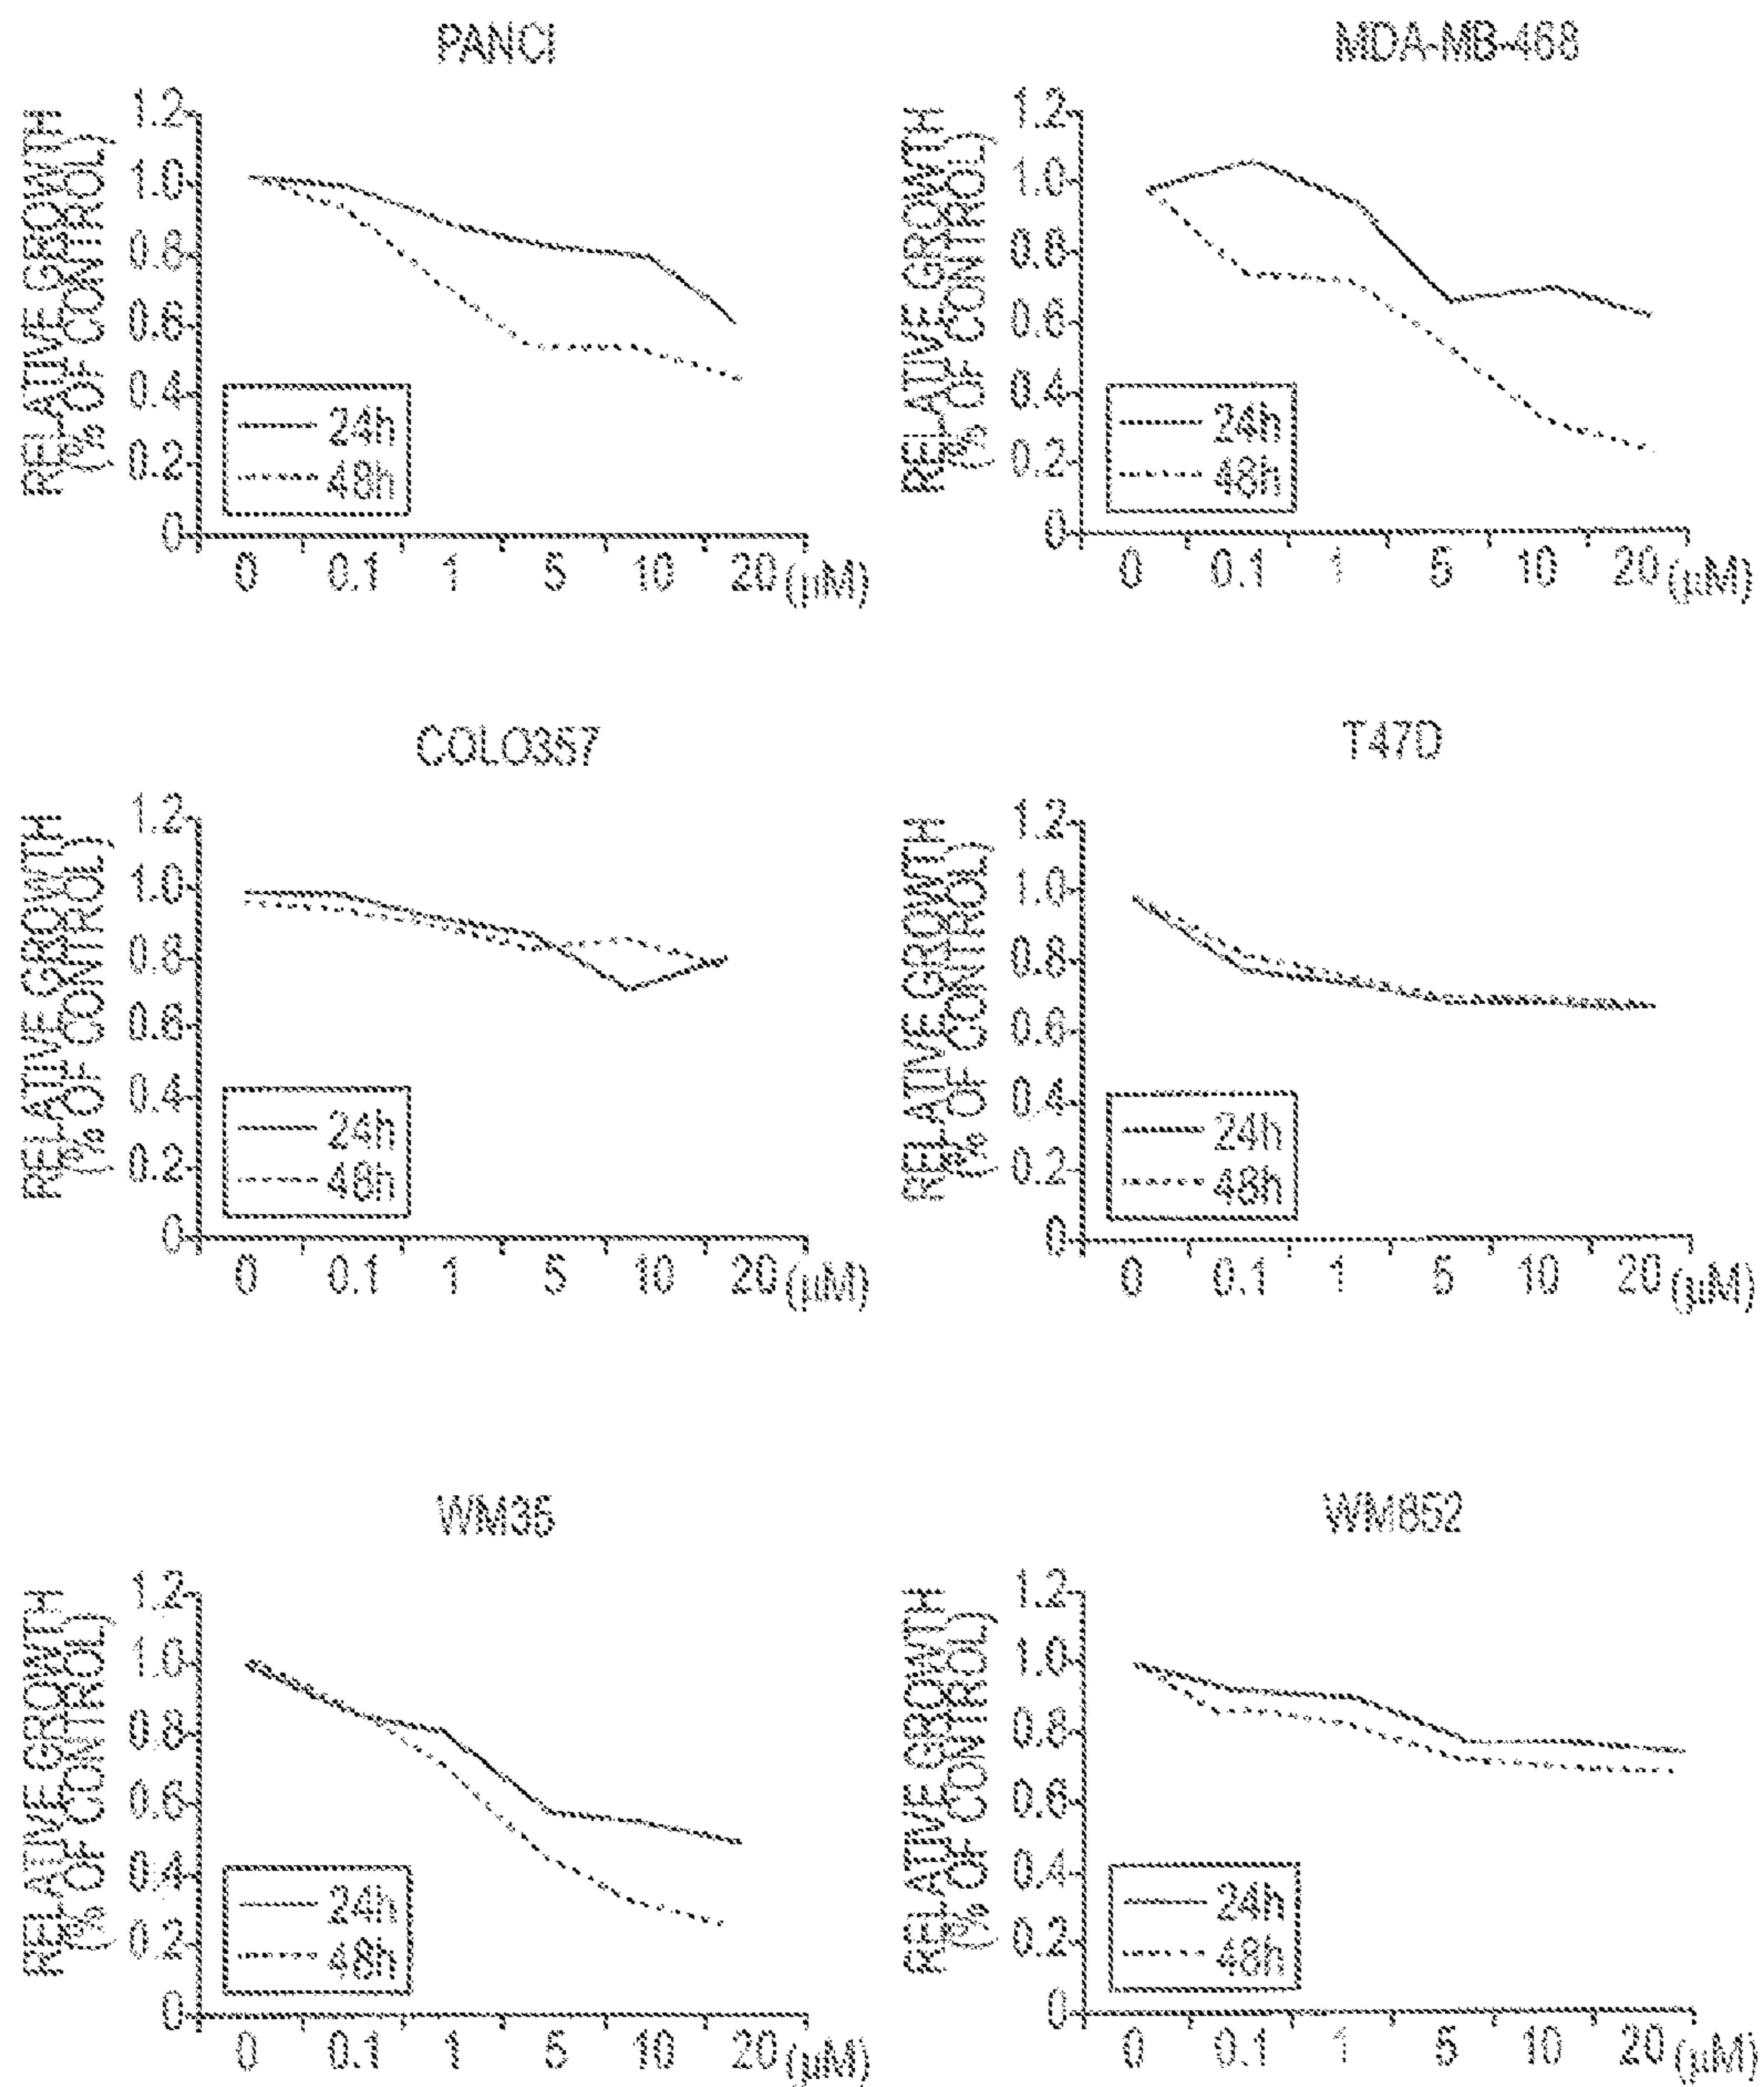 PANCI
RELATIVE GROWTH
(% OF CONTROL)
1.2
1.0
0.8
0.6
0.4
0.2
0
24h
48h
0 0.1 1 5 10 20 (µM)
MDA-MB-468
RELATIVE GROWTH
(% OF CONTROL)
1.2
1.0
0.8
0.6
0.4
0.2
0
24h
48h
0 0.1 1 5 10 20 (µM)
COLO357
RELATIVE GROWTH
(% OF CONTROL)
1.2
1.0
0.8
0.6
0.4
0.2
0
24h
48h
0 0.1 1 5 10 20 (µM)
T47D
RELATIVE GROWTH
(% OF CONTROL)
1.2
1.0
0.8
0.6
0.4
0.2
0
24h
48h
0 0.1 1 5 10 20 (µM)
WM35
RELATIVE GROWTH
(% OF CONTROL)
1.2
1.0
0.8
0.6
0.4
0.2
0
24h
48h
0 0.1 1 5 10 20 (µM)
WM852
RELATIVE GROWTH
(% OF CONTROL)
1.2
1.0
0.8
0.6
0.4
0.2
0
24h
48h
0 0.1 1 5 10 20 (µM)